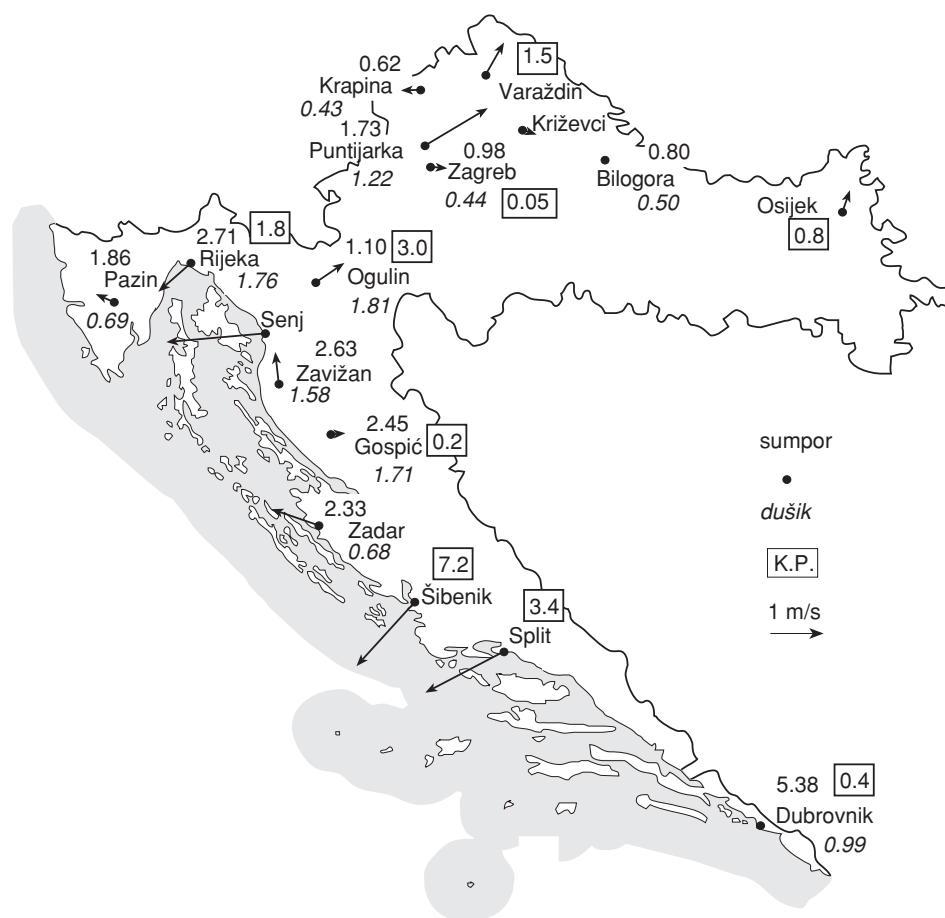 0.62
Krapina
0.43
1.5
Varaždin
1.73
Puntijarka
1.22
Križevci
0.98
Zagreb
0.44 0.05
0.80
Bilogora
0.50
Osijek
0.8
1.86
Pazin
0.69
2.71 1.8
Rijeka
1.76
1.10 3.0
Ogulin
1.81
Senj
2.63
Zavižan
1.58
2.45
Gospić 0.2
1.71
2.33
Zadar
0.68
7.2
Šibenik
3.4
Split
5.38 0.4
Dubrovnik
0.99
sumpor
dušik
K.P.
1 m/s